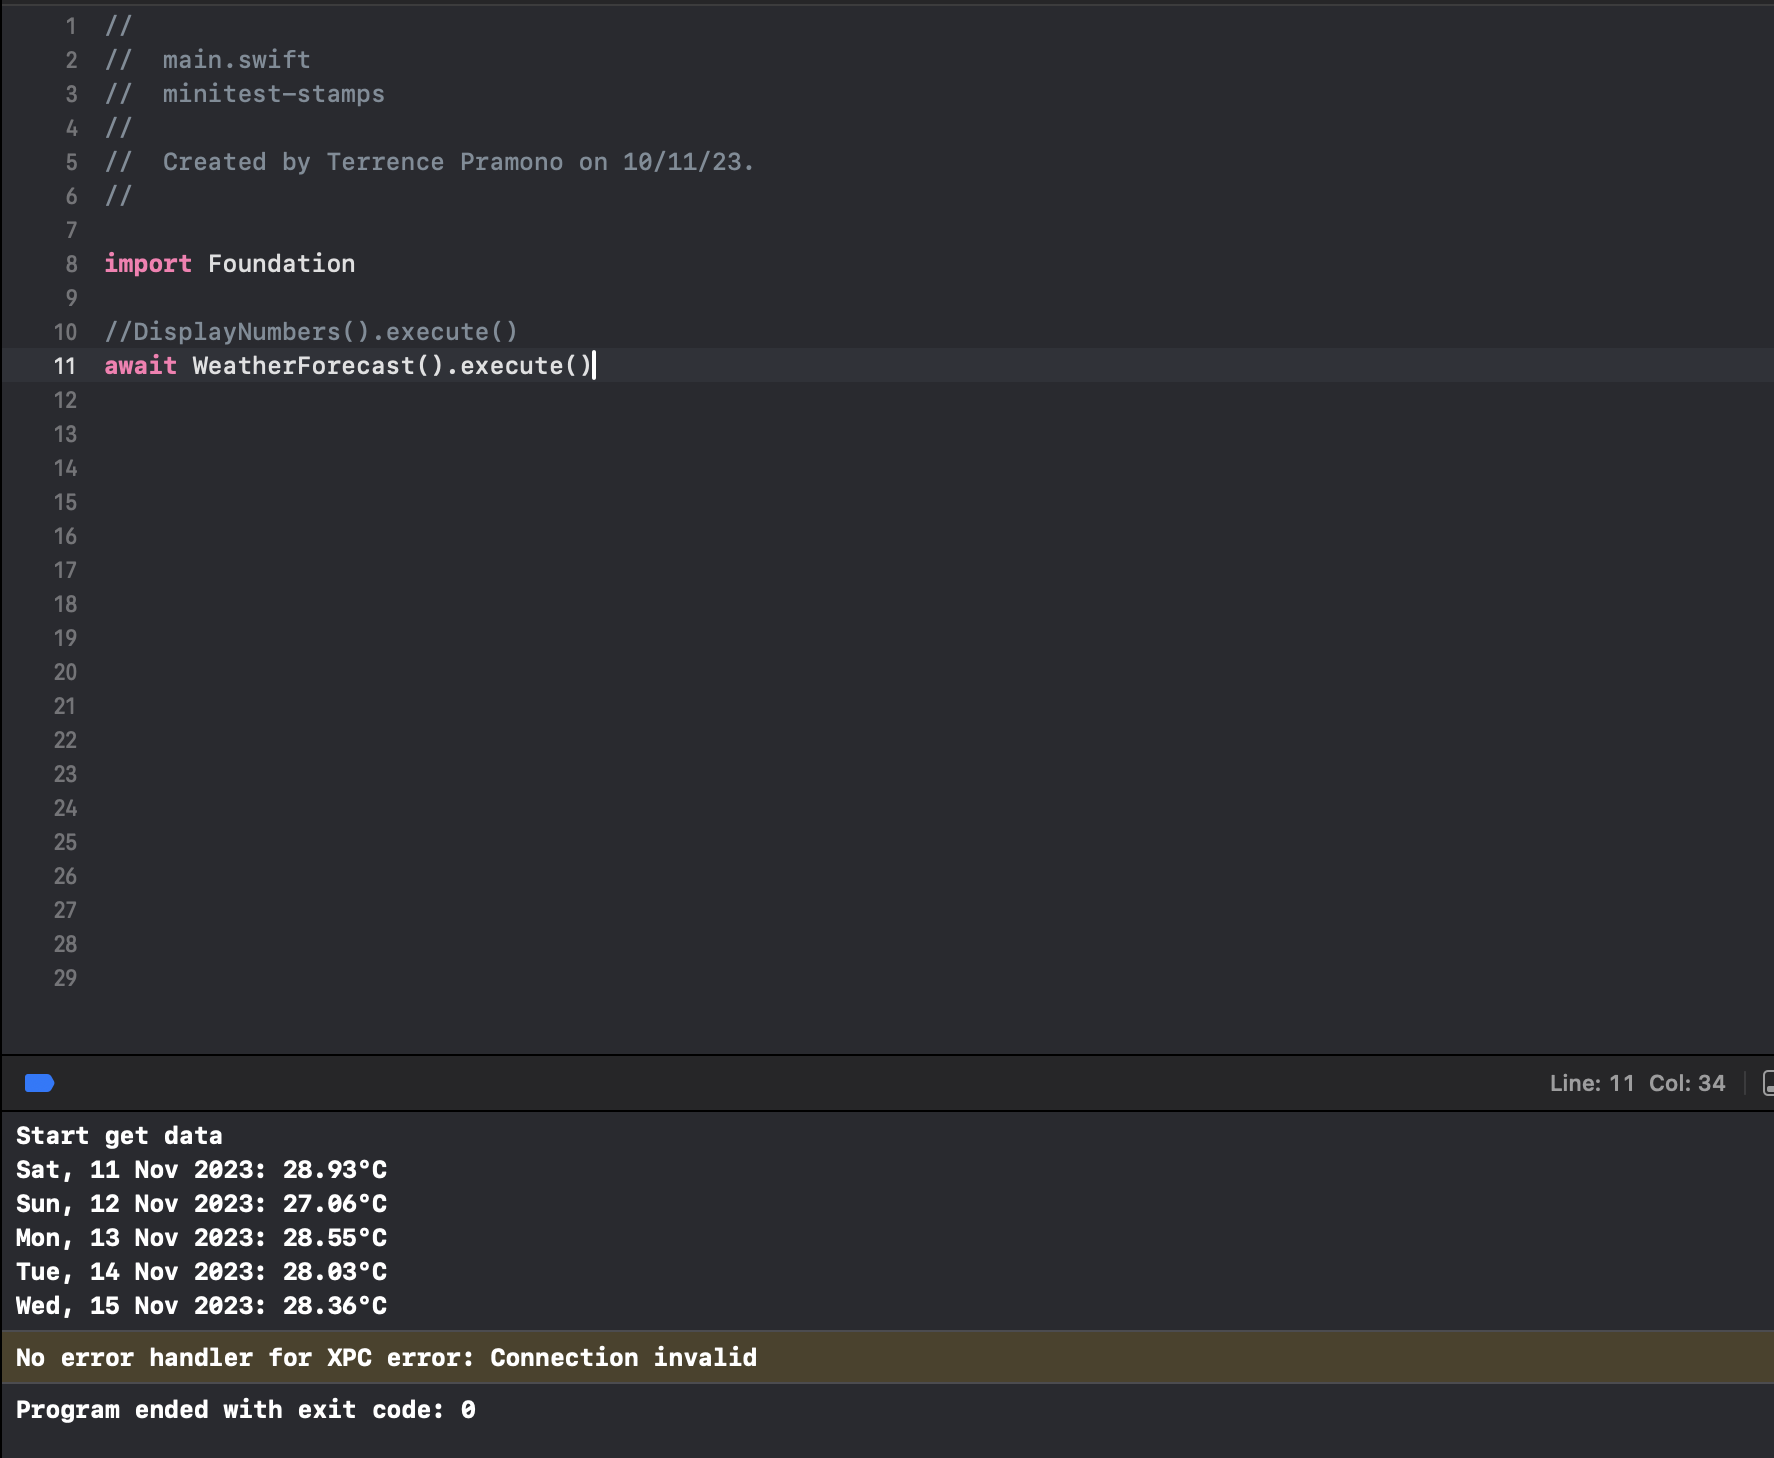 1 //
2 //  main.swift
3 //  minitest-stamps
4 //
5 //  Created by Terrence Pramono on 10/11/23.
6 //
7
8 import Foundation
9
10 //DisplayNumbers().execute()
11 await WeatherForecast().execute()
12
13
14
15
16
17
18
19
20
21
22
23
24
25
26
27
28
29
Line: 11 Col: 34
Start get data
Sat, 11 Nov 2023: 28.93°C
Sun, 12 Nov 2023: 27.06°C
Mon, 13 Nov 2023: 28.55°C
Tue, 14 Nov 2023: 28.03°C
Wed, 15 Nov 2023: 28.36°C
No error handler for XPC error: Connection invalid
Program ended with exit code: 0